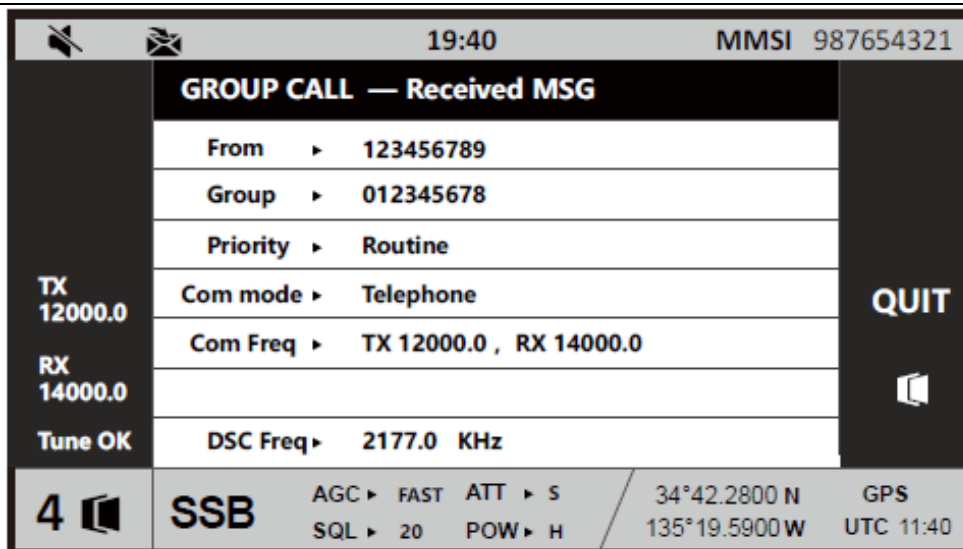 19:40 MMSI 987654321
GROUP CALL — Received MSG
From ▸ 123456789
Group ▸ 012345678
Priority ▸ Routine
Com mode ▸ Telephone
Com Freq ▸ TX 12000.0 , RX 14000.0
DSC Freq ▸ 2177.0 KHz
TX
12000.0
RX
14000.0
Tune OK
QUIT
4 SSB
AGC ▸ FAST ATT ▸ S
SQL ▸ 20 POW ▸ H
34°42.2800 N
135°19.5900 W
GPS
UTC 11:40